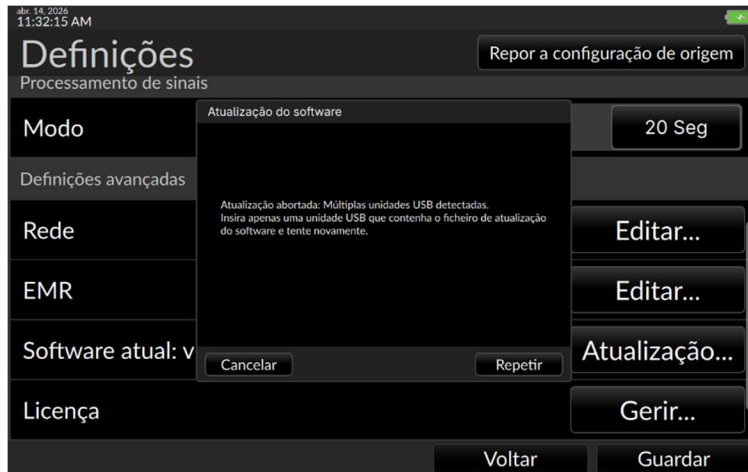 abr. 14, 2026
11:32:15 AM
Definições
Repor a configuração de origem
Processamento de sinais
Modo
20 Seg
Atualização do software
Definições avançadas
Atualização abortada: Múltiplas unidades USB detectadas.
Insira apenas uma unidade USB que contenha o ficheiro de atualização
do software e tente novamente.
Rede
Editar...
EMR
Editar...
Software atual: v
Atualização...
Cancelar
Repetir
Licença
Gerir...
Voltar
Guardar